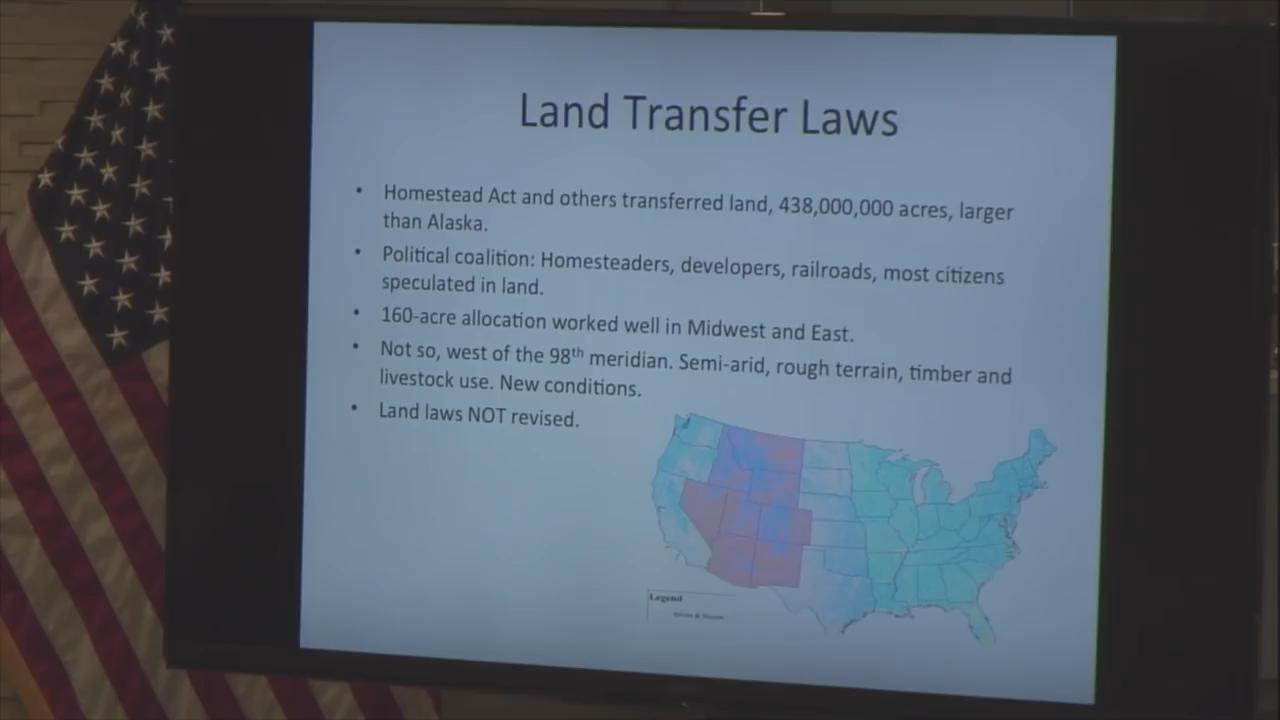 Land Transfer Laws
• Homestead Act and others transferred land, 438,000,000 acres, larger
than Alaska.
• Political coalition: Homesteaders, developers, railroads, most citizens
speculated in land.
• 160-acre allocation worked well in Midwest and East.
• Not so, west of the 98th meridian. Semi-arid, rough terrain, timber and
livestock use. New conditions.
• Land laws NOT revised.
Legend